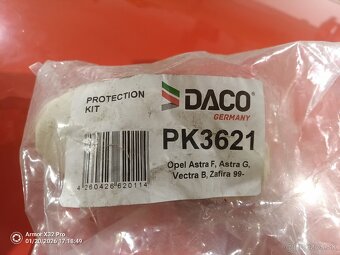 PROTECTION
KIT
DACO
GERMANY
PK3621
Opel Astra F, Astra G,
Vectra B, Zafira 99-
4 260426 620114
Armor X32 Pro
01/20/2026 17:18:49